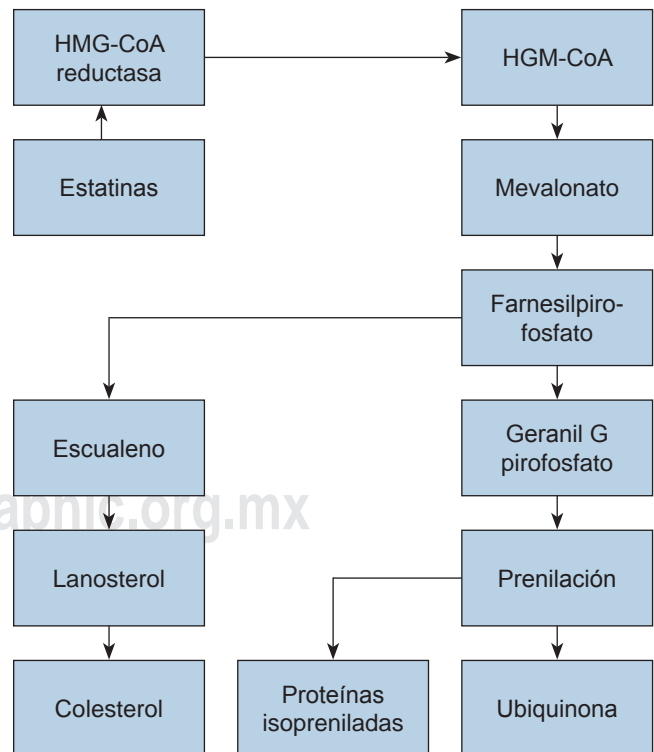 HMG-CoA
reductasa
HGM-CoA
Estatinas
Mevalonato
Farnesilpiro-
fosfato
Escualeno
Geranil G
pirofosfato
Lanosterol
Prenilación
Colesterol
Proteínas
isopreniladas
Ubiquinona
.org.mx